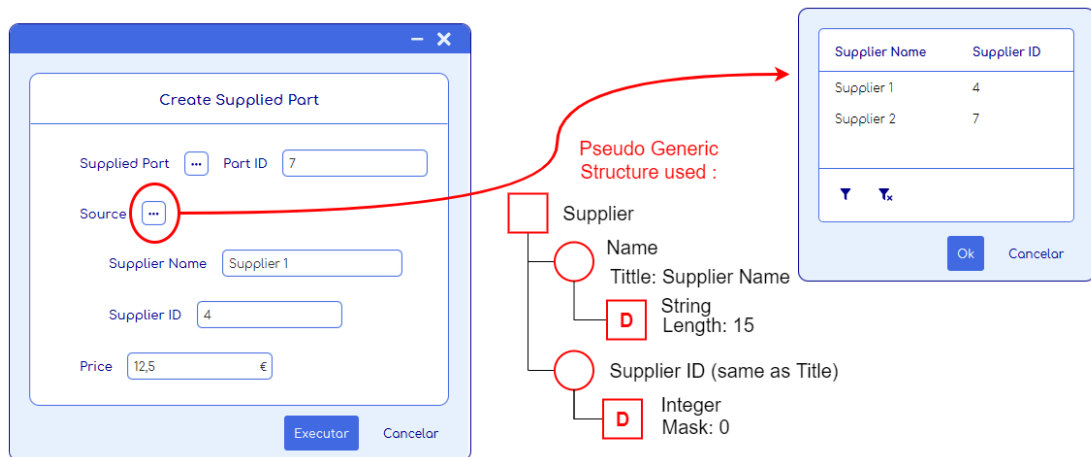 Create Supplied Part
Supplied Part ... Part ID 7
Source ...
Supplier Name Supplier 1
Supplier ID 4
Price 12,5 €
Executar Cancelar
Pseudo Generic
Structure used :
Supplier
Name
Tittle: Supplier Name
D String
Length: 15
Supplier ID (same as Title)
D Integer
Mask: 0
Supplier Name Supplier ID
Supplier 1 4
Supplier 2 7
Ok Cancelar